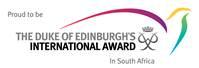 Proud to be
THE DUKE OF EDINBURGH'S
INTERNATIONAL AWARD
In South Africa